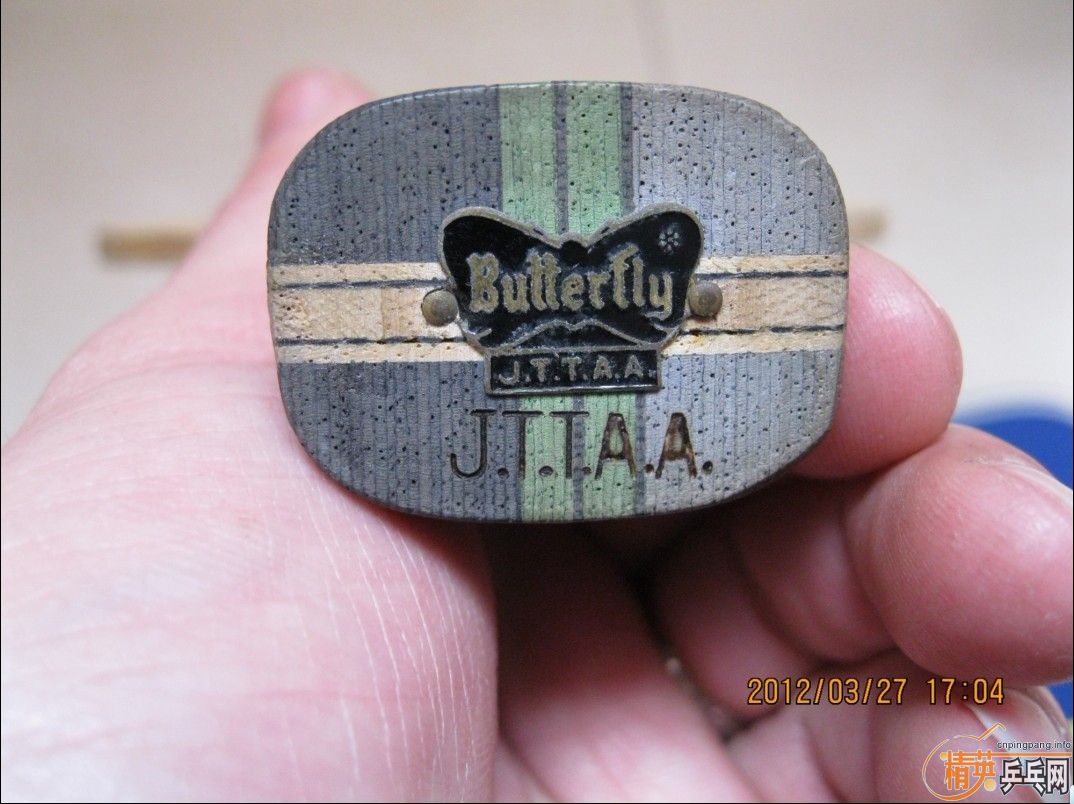 Butterfly
J.T.T.A.A.
J.T.T.A.A.
2012/03/27 17:04
cnpingpang.info
精英乒乓网